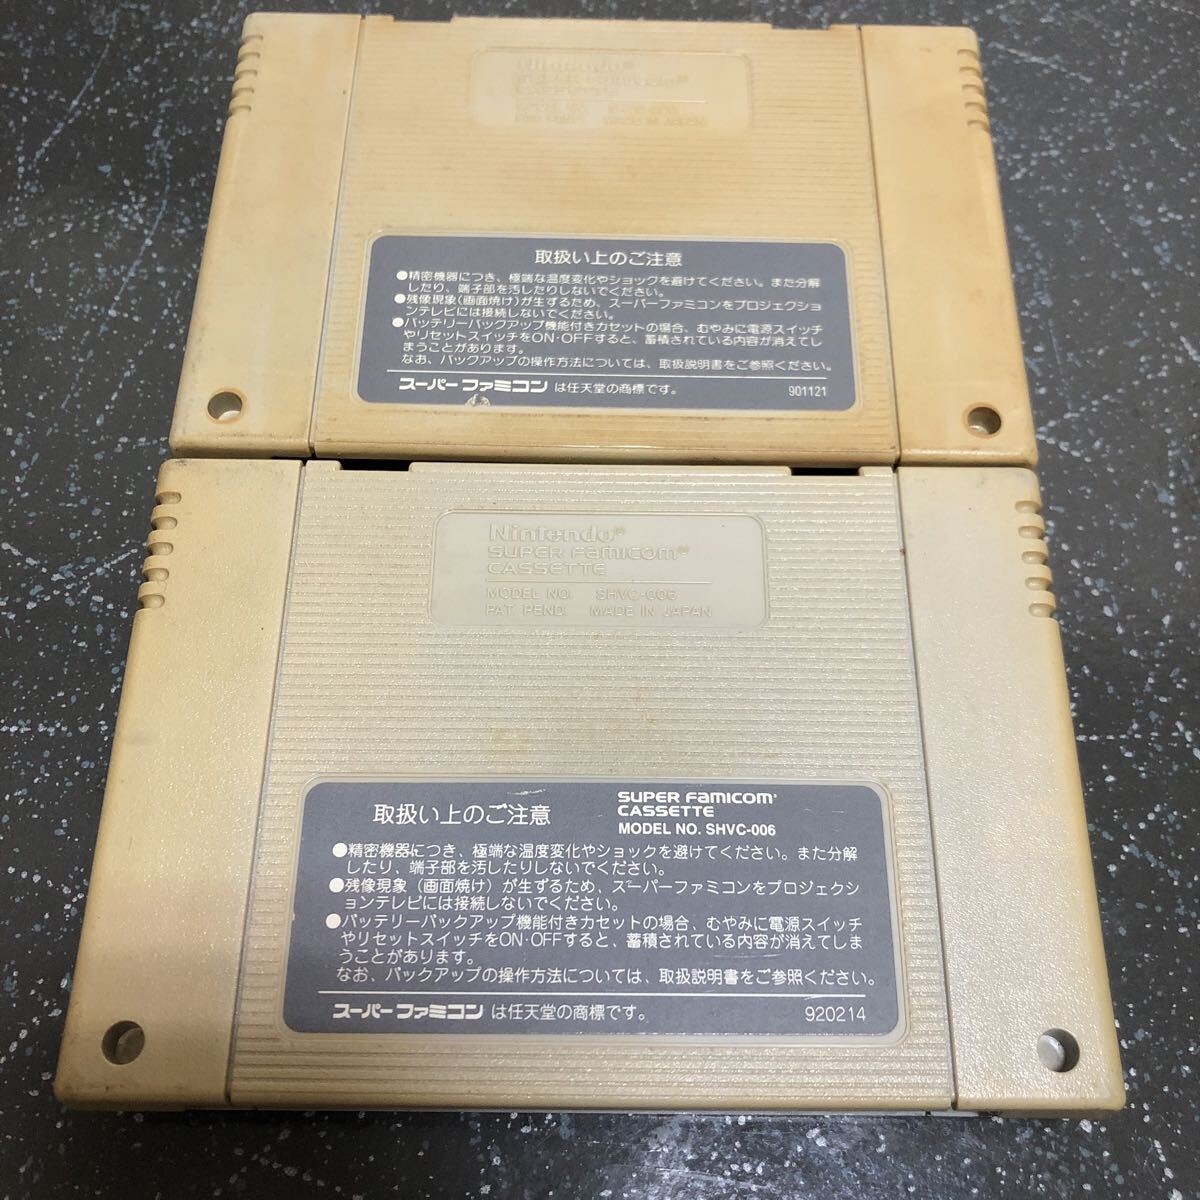 Nintendo®
SUPER FAMICOM®
CASSETTE
MADE IN JAPAN
取扱い上のご注意
●精密機器につき、極端な温度変化やショックを避けてください。また分解
したり、端子部を汚したりしないでください。
●残像現象(画面焼け)が生ずるため、スーパーファミコンをプロジェクショ
ンテレビには接続しないでください。
●バッテリーバックアップ機能付きカセットの場合、むやみに電源スイッチ
やリセットスイッチをON・OFFすると、蓄積されている内容が消えてし
まうことがあります。
なお、バックアップの操作方法については、取扱説明書をご参照ください。
スーパーファミコン は任天堂の商標です。 901121
Nintendo®
SUPER FAMICOM®
CASSETTE
MODEL NO. SHVC-006
PAT. PEND. MADE IN JAPAN
取扱い上のご注意
SUPER FAMICOM®
CASSETTE
MODEL NO. SHVC-006
●精密機器につき、極端な温度変化やショックを避けてください。また分解
したり、端子部を汚したりしないでください。
●残像現象(画面焼け)が生ずるため、スーパーファミコンをプロジェクシ
ョンテレビには接続しないでください。
●バッテリーバックアップ機能付きカセットの場合、むやみに電源スイッチ
やリセットスイッチをON・OFFすると、蓄積されている内容が消えてしま
うことがあります。
なお、バックアップの操作方法については、取扱説明書をご参照ください。
スーパーファミコン は任天堂の商標です。 920214